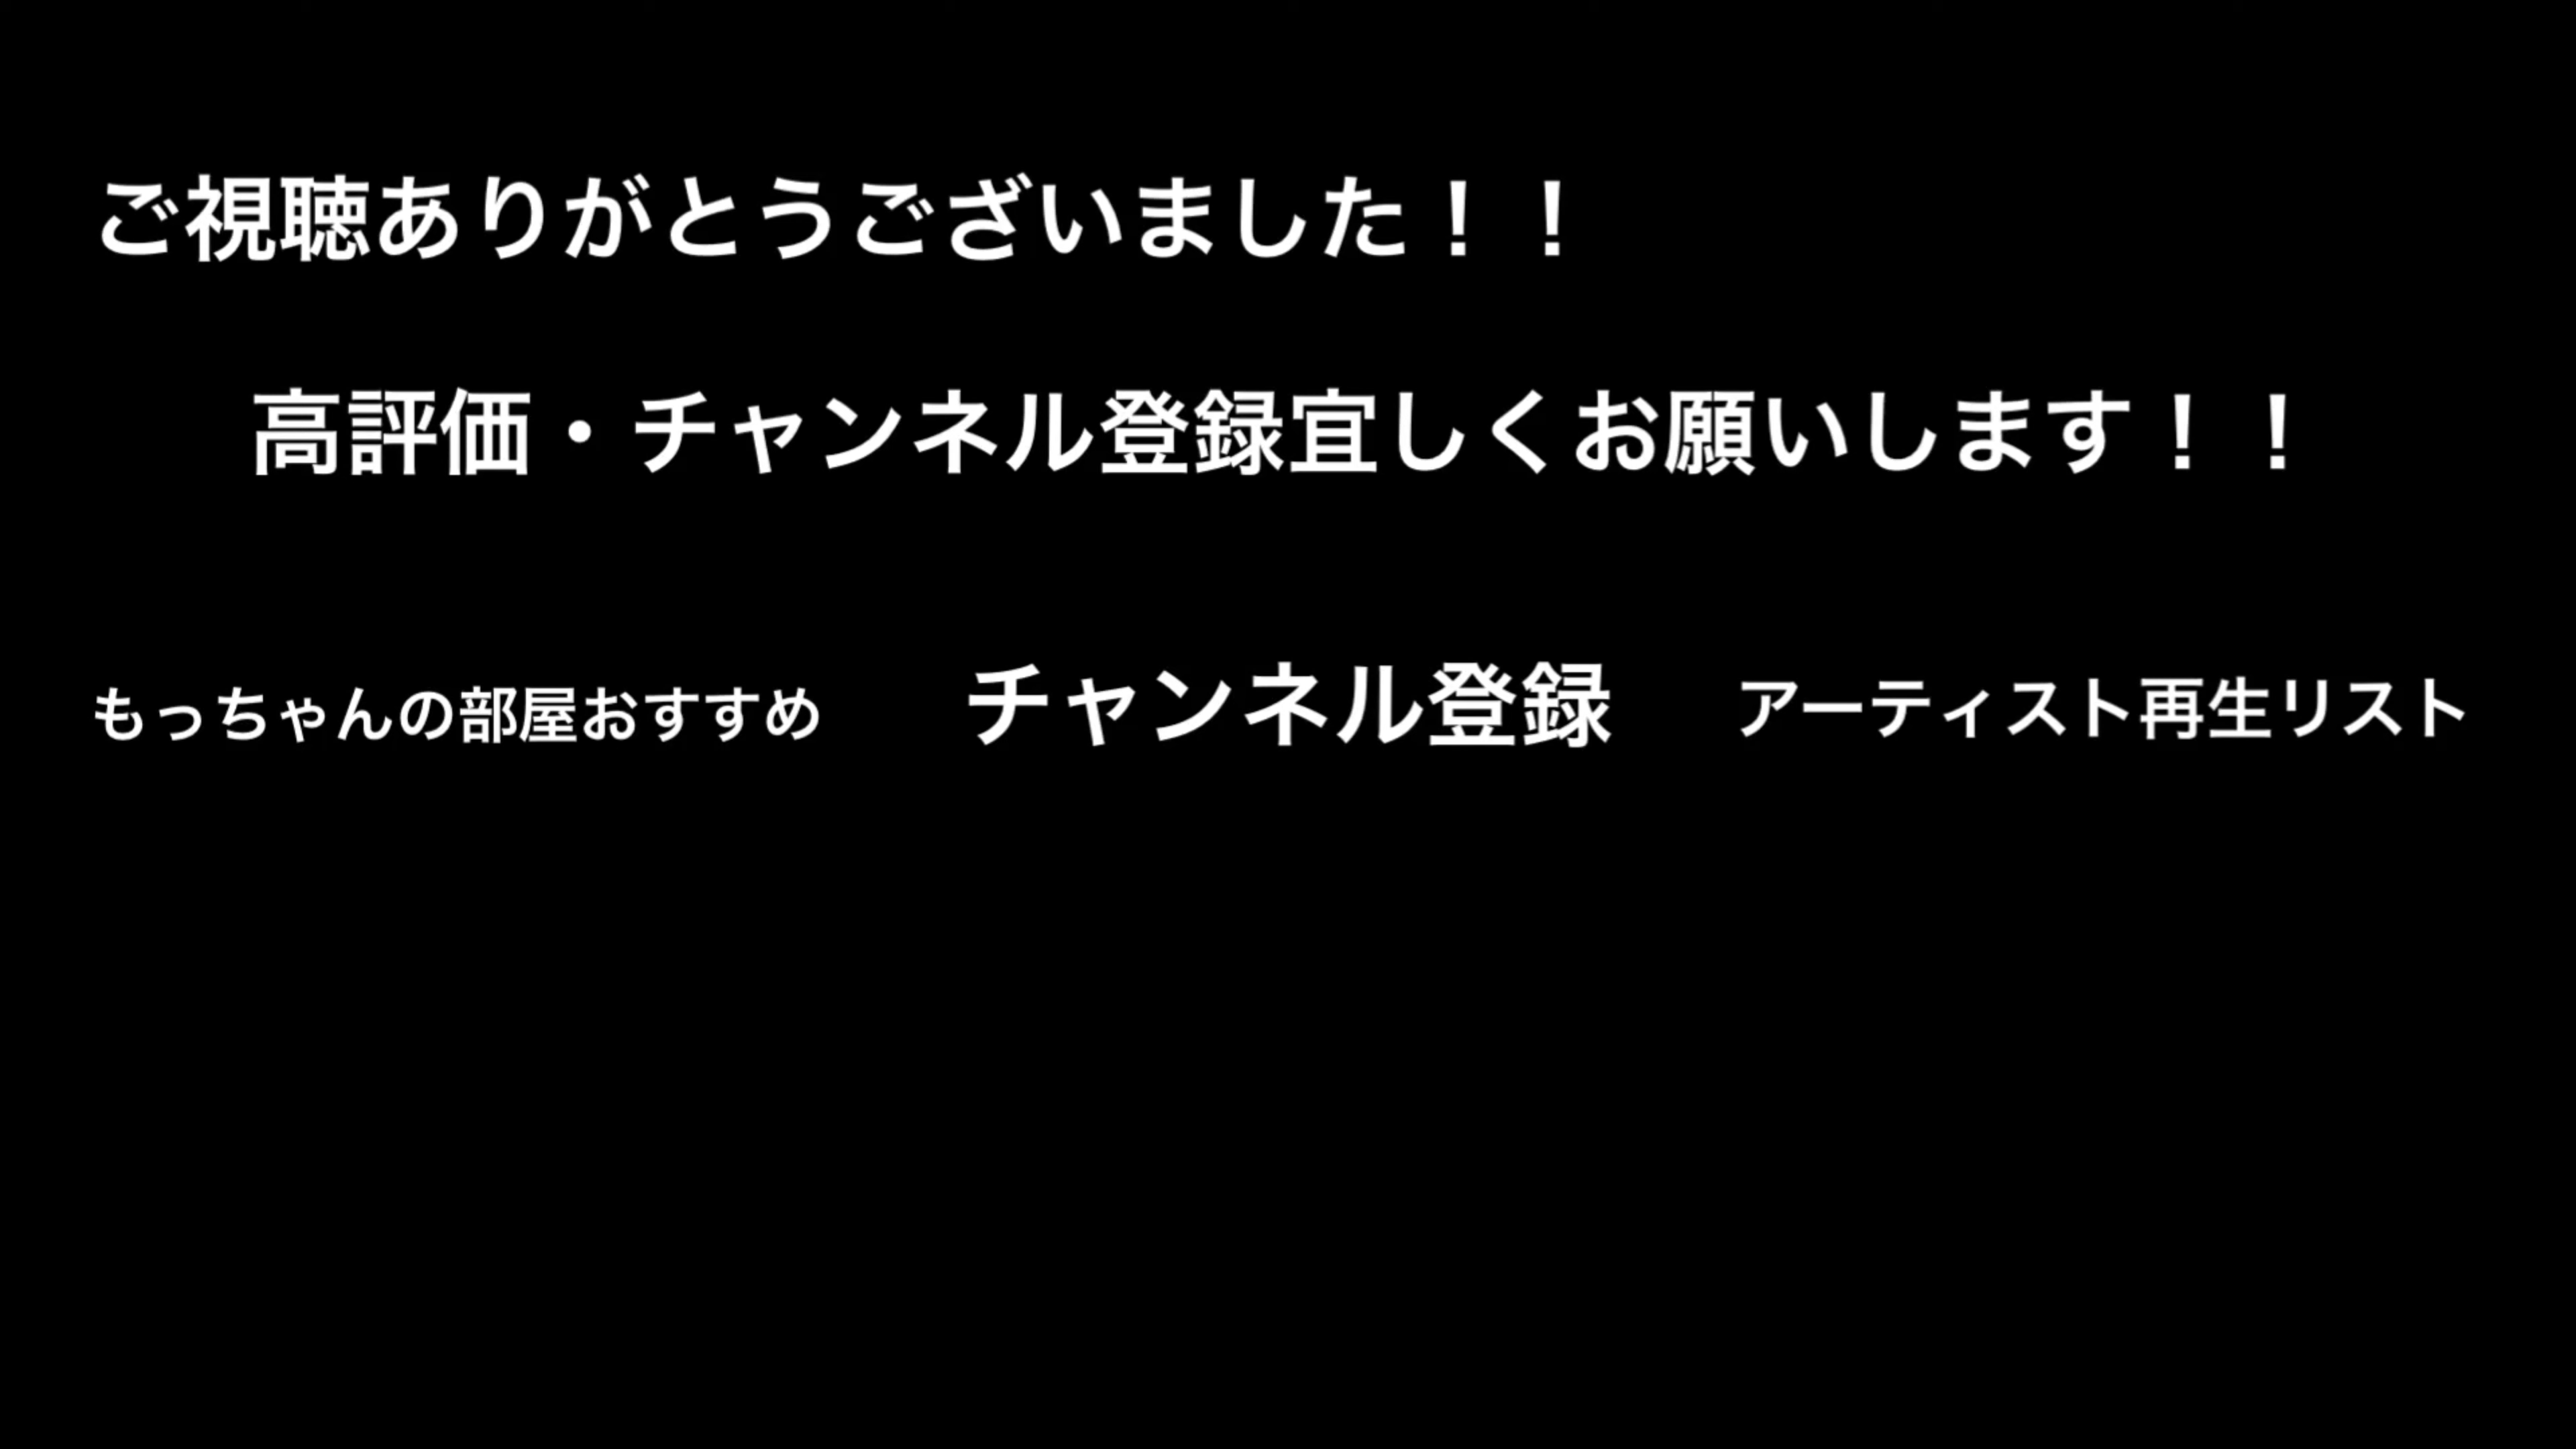 ご視聴ありがとうございました！！
高評価・チャンネル登録宜しくお願いします！！
もっちゃんの部屋おすすめ
チャンネル登録
アーティスト再生リスト